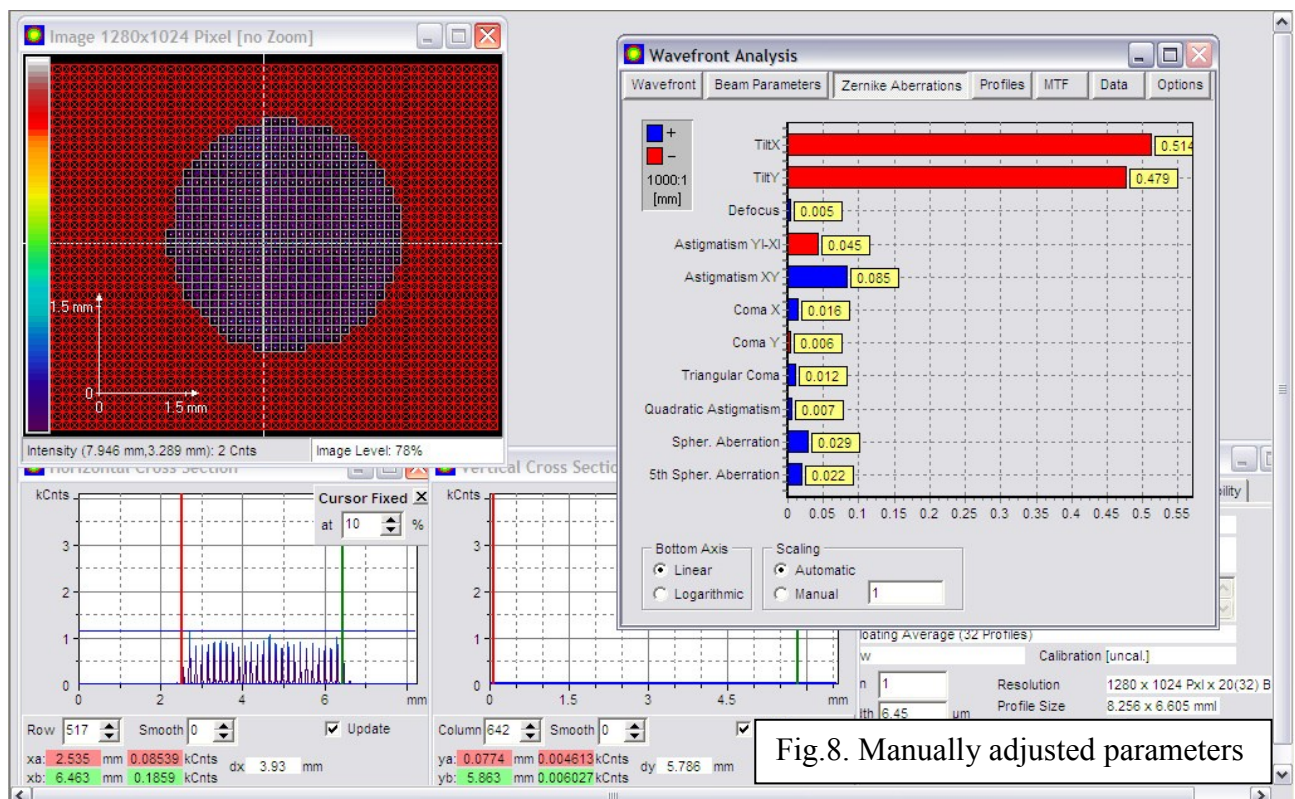 Image 1280x1024 Pixel [no Zoom]
1.5 mm
0
0
1.5 mm
Intensity (7.946 mm,3.289 mm): 2 Cnts
Image Level: 78%
Wavefront Analysis
Wavefront
Beam Parameters
Zernike Aberrations
Profiles
MTF
Data
Options
+
-
1000:1
[mm]
TiltX
0.514
TiltY
0.479
Defocus
0.005
Astigmatism YI-XI
0.045
Astigmatism XY
0.085
Coma X
0.016
Coma Y
0.006
Triangular Coma
0.012
Quadratic Astigmatism
0.007
Spher. Aberration
0.029
5th Spher. Aberration
0.022
0 0.05 0.1 0.15 0.2 0.25 0.3 0.35 0.4 0.45 0.5 0.55
Bottom Axis
Linear
Logarithmic
Scaling
Automatic
Manual
1
Horizontal Cross Section
kCnts
Cursor Fixed X
at 10 %
3
2
1
0
0 2 4 6 mm
Row 517
Smooth 0
Update
xa: 2.535 mm 0.08539 kCnts
xb: 6.463 mm 0.1859 kCnts
dx 3.93 mm
Vertical Cross Sectio
kCnts
3
2
1
0
0 1.5 3 4.5 mm
Column 642
Smooth 0
ya: 0.0774 mm 0.004613 kCnts
yb: 5.863 mm 0.006027 kCnts
dy 5.786 mm
bility
loating Average (32 Profiles)
w
Calibration [uncal.]
n 1
Resolution
1280 x 1024 Pxl x 20(32) B
idth 6.45 um
Profile Size
8.256 x 6.605 mml
Fig.8. Manually adjusted parameters